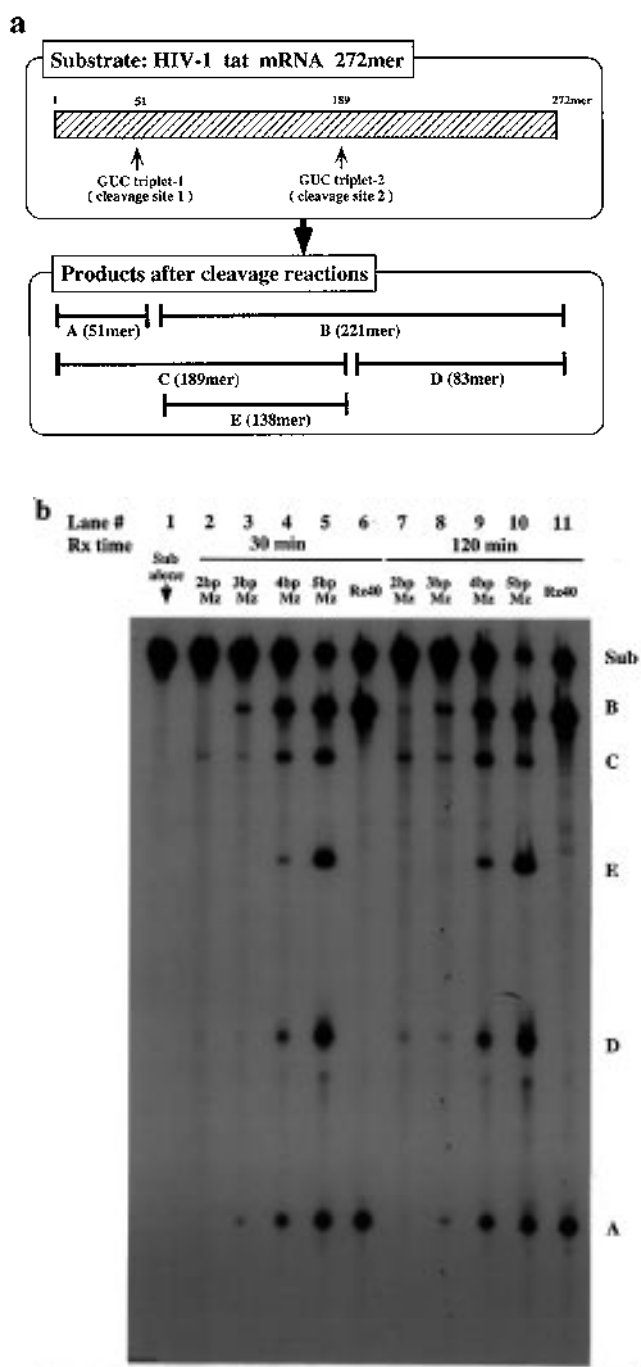 a
Substrate: HIV-1 tat mRNA 272mer
1 51 189 272mer
GUC triplet-1 GUC triplet-2
( cleavage site 1 ) ( cleavage site 2 )
Products after cleavage reactions
A (51mer) B (221mer)
C (189mer) D (83mer)
E (138mer)
b
Lane # 1 2 3 4 5 6 7 8 9 10 11
Rx time 30 min 120 min
Sub alone
2bp Mz 3bp Mz 4bp Mz 5bp Mz Rz40 2bp Mz 3bp Mz 4bp Mz 5bp Mz Rz40
Sub
B
C
E
D
A